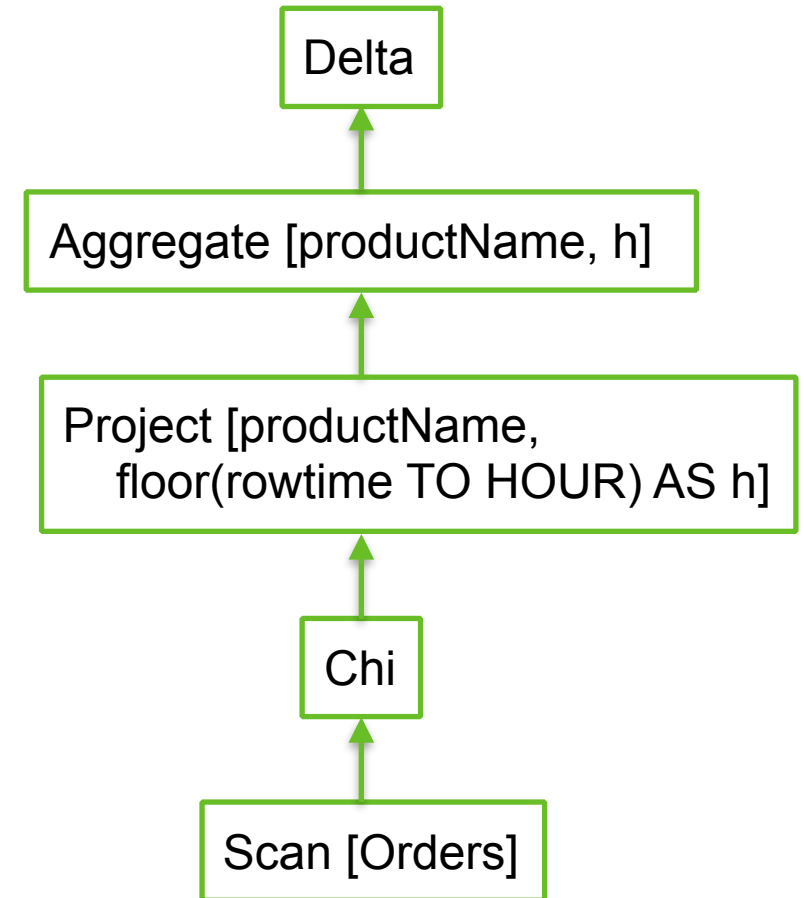 Delta
Aggregate [productName, h]
Project [productName,
floor(rowtime TO HOUR) AS h]
Chi
Scan [Orders]